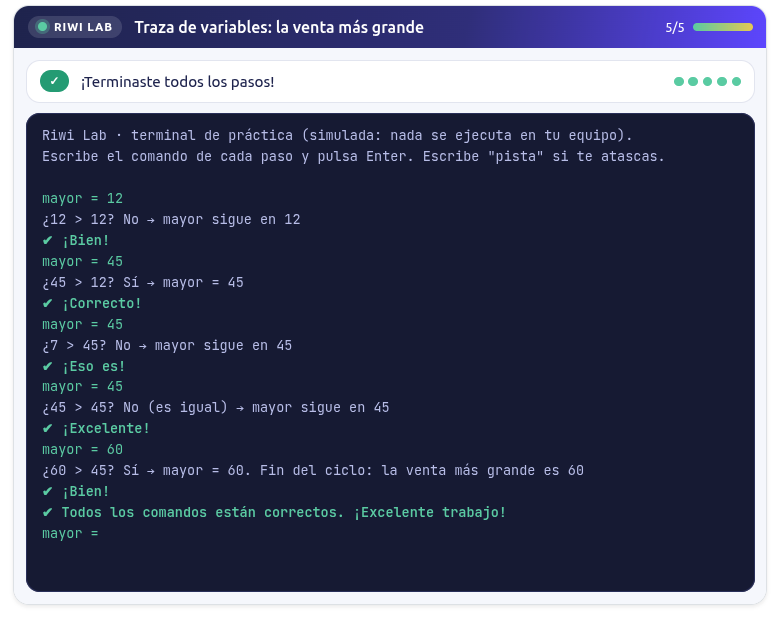 RIWI LAB Traza de variables: la venta más grande 5/5
✓ ¡Terminaste todos los pasos!
Riwi Lab · terminal de práctica (simulada: nada se ejecuta en tu equipo).
Escribe el comando de cada paso y pulsa Enter. Escribe "pista" si te atascas.
mayor = 12
¿12 > 12? No → mayor sigue en 12
✔ ¡Bien!
mayor = 45
¿45 > 12? Sí → mayor = 45
✔ ¡Correcto!
mayor = 45
¿7 > 45? No → mayor sigue en 45
✔ ¡Eso es!
mayor = 45
¿45 > 45? No (es igual) → mayor sigue en 45
✔ ¡Excelente!
mayor = 60
¿60 > 45? Sí → mayor = 60. Fin del ciclo: la venta más grande es 60
✔ ¡Bien!
✔ Todos los comandos están correctos. ¡Excelente trabajo!
mayor =